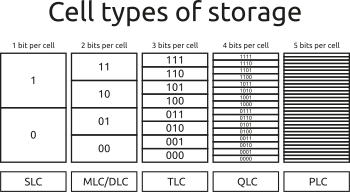 Cell types of storage
1 bit per cell
2 bits per cell
3 bits per cell
4 bits per cell
5 bits per cell
1
0
11
10
01
00
111
110
101
100
011
010
001
000
1111
1110
1101
1100
1011
1010
1001
1000
0111
0110
0101
0100
0011
0010
0001
0000
SLC
MLC/DLC
TLC
QLC
PLC